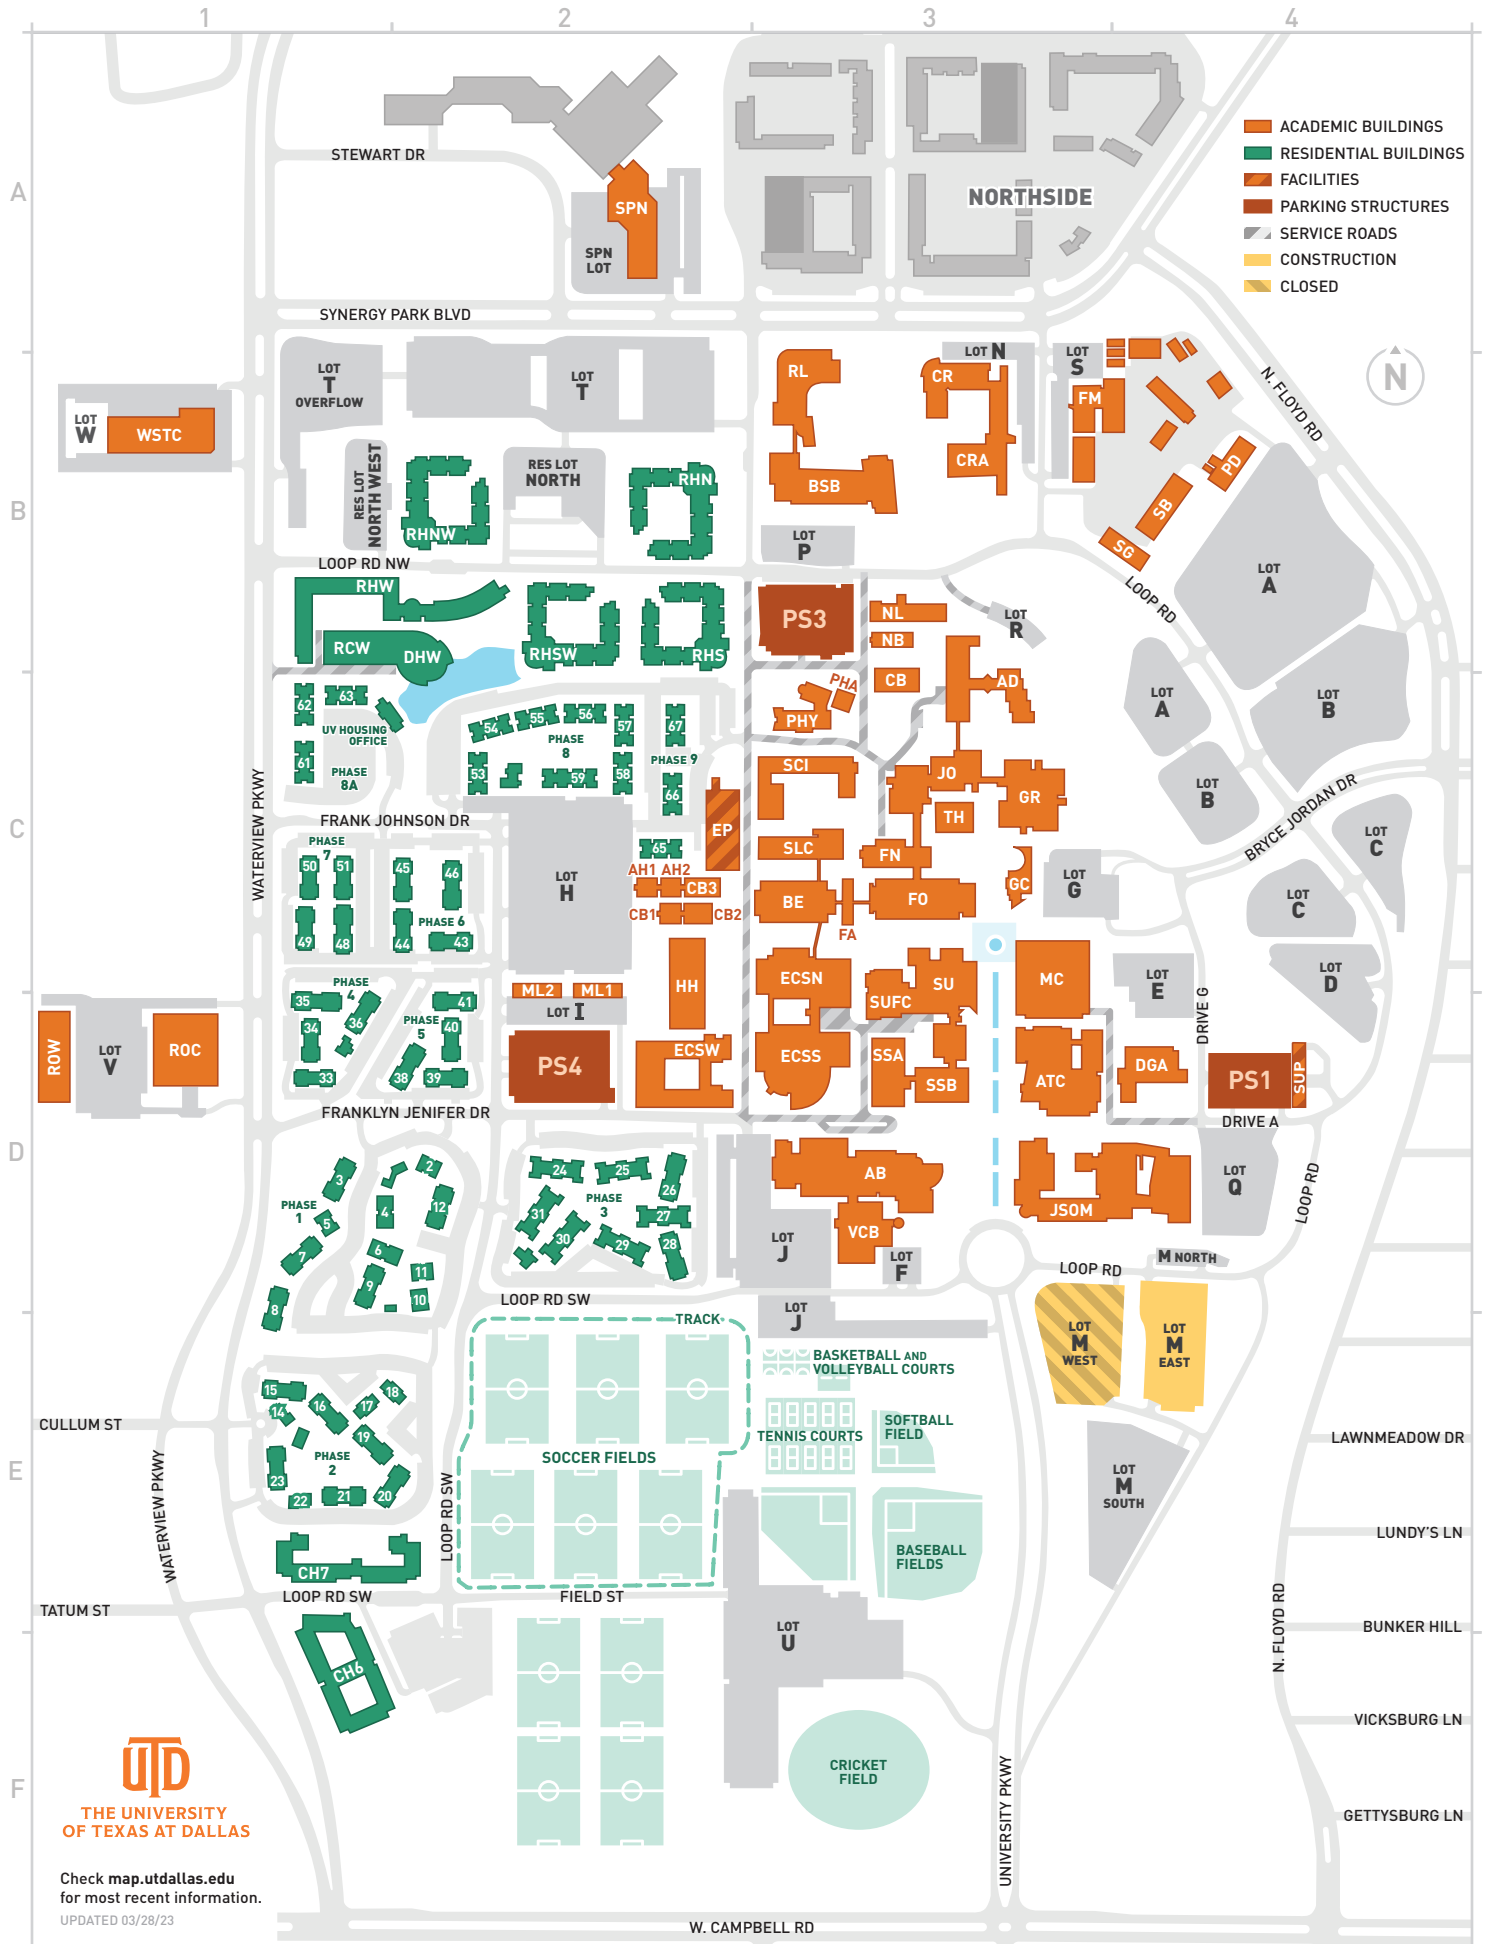 1
2
3
4
A
B
C
D
E
F
ACADEMIC BUILDINGS
RESIDENTIAL BUILDINGS
FACILITIES
PARKING STRUCTURES
SERVICE ROADS
CONSTRUCTION
CLOSED
STEWART DR
SPN
SPN
LOT
NORTHSIDE
SYNERGY PARK BLVD
N
N. FLOYD RD
LOT
T
OVERFLOW
LOT
T
LOT
W
WSTC
RES LOT
NORTH WEST
RES LOT
NORTH
RHNW
RHN
RL
BSB
LOT N
CR
CRA
LOT
S
FM
PD
SB
SG
LOT
P
LOOP RD NW
LOOP RD
LOT
A
RHW
RCW
DHW
RHSW
RHS
PS3
NL
NB
LOT
R
CB
AD
PHA
PHY
LOT
A
LOT
B
LOT
B
62
63
UV HOUSING
OFFICE
61
PHASE
8A
54
55
56
57
PHASE
8
53
59
58
67
PHASE 9
66
65
EP
SCI
JO
GR
TH
SLC
FN
FRANK JOHNSON DR
WATERVIEW PKWY
BRYCE JORDAN DR
LOT
C
LOT
C
PHASE
7
50
51
45
46
49
48
44
PHASE 6
43
LOT
H
AH1 AH2
CB3
CB1
CB2
BE
FA
FO
GC
LOT
G
ECSN
SUFC
SU
MC
LOT
E
LOT
D
DRIVE G
HH
ML2
ML1
LOT I
PHASE
4
35
36
34
33
41
PHASE
5
40
38
39
PS4
ECSW
ECSS
SSA
SSB
ATC
DGA
PS1
SUP
DRIVE A
ROW
LOT
V
ROC
FRANKLYN JENIFER DR
PHASE
1
3
2
12
4
5
7
6
9
11
10
8
24
25
26
PHASE
3
27
31
30
29
28
AB
VCB
LOT
J
LOT
F
JSOM
LOT
Q
LOOP RD
M NORTH
LOOP RD
LOOP RD SW
LOT
J
LOT
M
WEST
LOT
M
EAST
LOT
M
SOUTH
TRACK
BASKETBALL AND
VOLLEYBALL COURTS
TENNIS COURTS
SOFTBALL
FIELD
SOCCER FIELDS
BASEBALL
FIELDS
CULLUM ST
WATERVIEW PKWY
15
14
16
17
18
19
PHASE
2
23
22
21
20
CH7
LOOP RD SW
LOOP RD SW
FIELD ST
TATUM ST
CH6
LOT
U
CRICKET
FIELD
UNIVERSITY PKWY
LAWNMEADOW DR
LUNDY'S LN
N. FLOYD RD
BUNKER HILL
VICKSBURG LN
GETTYSBURG LN
W. CAMPBELL RD
UTD
THE UNIVERSITY
OF TEXAS AT DALLAS
Check map.utdallas.edu
for most recent information.
UPDATED 03/28/23